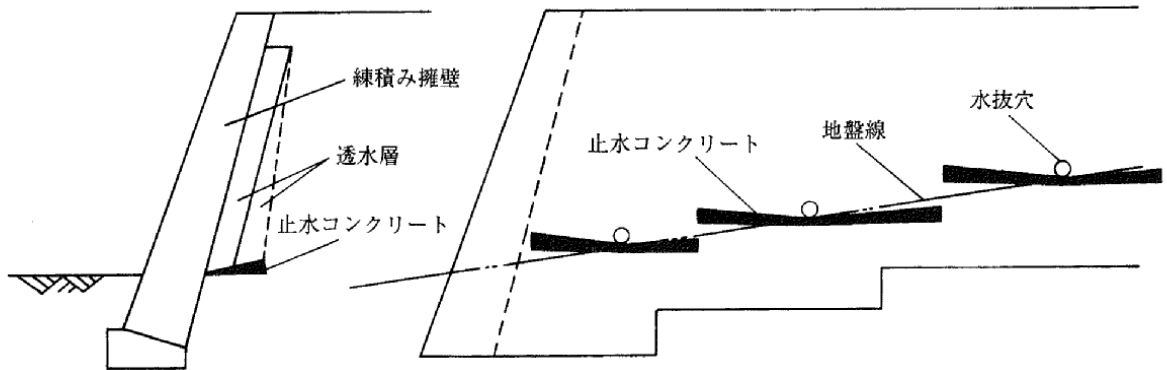 練積み擁壁
透水層
止水コンクリート
止水コンクリート
地盤線
水抜穴